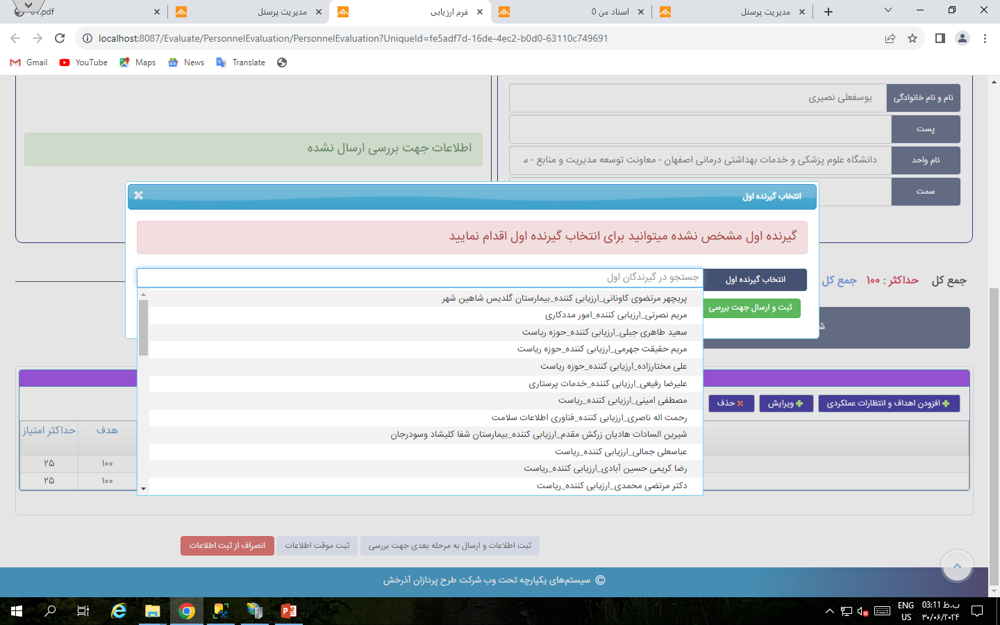 01.pdf
مدیریت پرسنل
فرم ارزیابی
اسناد من 0
مدیریت پرسنل
localhost:8087/Evaluate/PersonnelEvaluation/PersonnelEvaluation?UniqueId=fe5adf7d-16de-4ec2-b0d0-63110c749691
Gmail YouTube Maps News Translate
نام و نام خانوادگی یوسفعلی نصیری
پست
نام واحد دانشگاه علوم پزشکی و خدمات بهداشتی درمانی اصفهان - معاونت توسعه مدیریت و منابع - س
سمت
اطلاعات جهت بررسی ارسال نشده
انتخاب گیرنده اول
گیرنده اول مشخص نشده میتوانید برای انتخاب گیرنده اول اقدام نمایید
انتخاب گیرنده اول جستجو در گیرندگان اول
ثبت و ارسال جهت بررسی
پریچهر مرتضوی کاونانی_ارزیابی کننده_بیمارستان گلدیس شاهین شهر
مریم نصرتی_ارزیابی کننده_امور مددکاری
سعید طاهری جبلی_ارزیابی کننده_حوزه ریاست
مریم حقیقت جهرمی_ارزیابی کننده_حوزه ریاست
علی مختارزاده_ارزیابی کننده_حوزه ریاست
علیرضا رفیعی_ارزیابی کننده_خدمات پرستاری
مصطفی امینی_ارزیابی کننده_ریاست
رحمت اله ناصری_ارزیابی کننده_فناوری اطلاعات سلامت
شیرین السادات هادیان زرکش مقدم_ارزیابی کننده_بیمارستان شفا کلیشاد وسودرجان
عباسعلی جمالی_ارزیابی کننده_ریاست
رضا کریمی حسین آبادی_ارزیابی کننده_ریاست
دکتر مرتضی محمدی_ارزیابی کننده_ریاست
جمع کل حداکثر : ۱۰۰ جمع کل
افزودن اهداف و انتظارات عملکردی ویرایش حذف
هدف حداکثر امتیاز
۱۰۰ ۲۵
۱۰۰ ۲۵
ثبت اطلاعات و ارسال به مرحله بعدی جهت بررسی ثبت موقت اطلاعات انصراف از ثبت اطلاعات
© سیستم‌های یکپارچه تحت وب شرکت طرح پردازان آذرخش
ENG 03:11 ب.ظ
US ۳۰/۰۶/۲۰۲۴